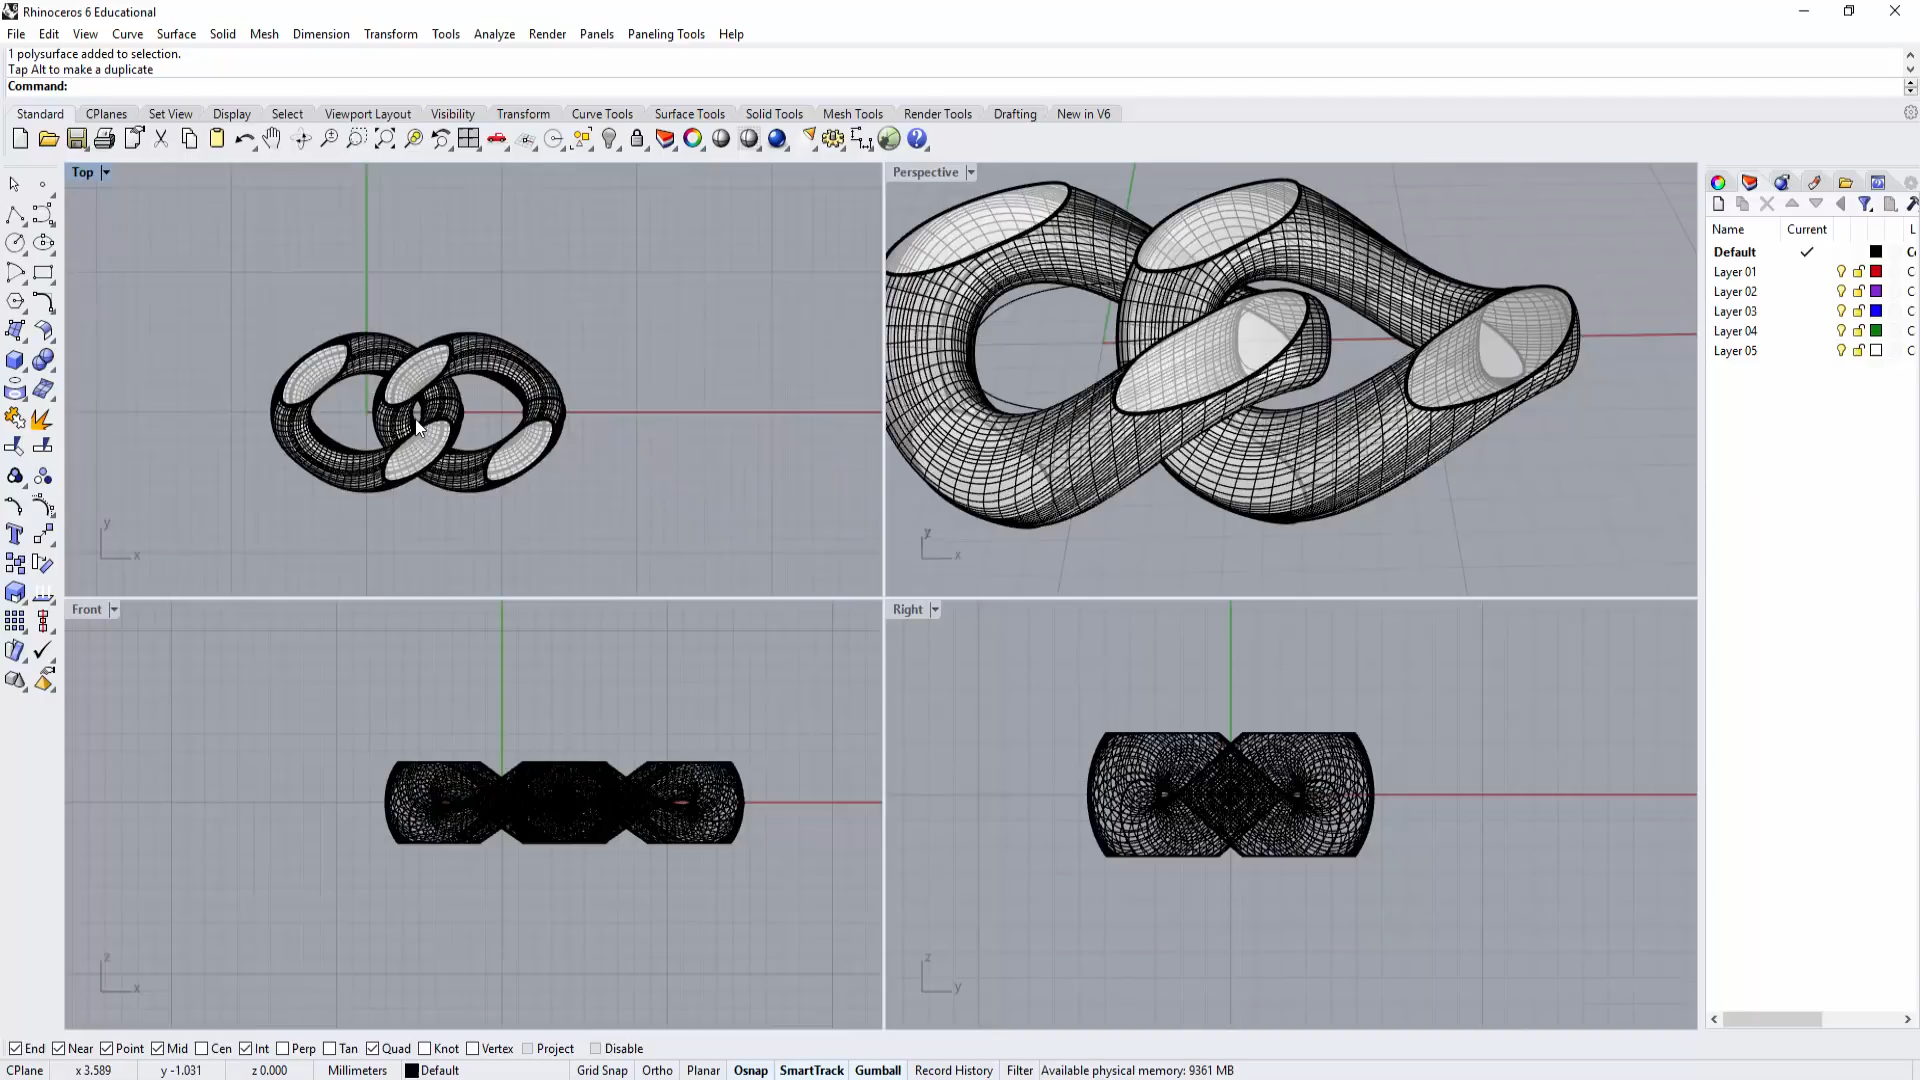 Rhinoceros 6 Educational
File Edit View Curve Surface Solid Mesh Dimension Transform Tools Analyze Render Panels Paneling Tools Help
1 polysurface added to selection.
Tap Alt to make a duplicate
Command:
Standard CPlanes Set View Display Select Viewport Layout Visibility Transform Curve Tools Surface Tools Solid Tools Mesh Tools Render Tools Drafting New in V6
Top
Perspective
Name Current L
Default
Layer 01 C
Layer 02 C
Layer 03 C
Layer 04 C
Layer 05 C
y
x
y
x
Front
Right
z
x
z
y
End Near Point Mid Cen Int Perp Tan Quad Knot Vertex Project Disable
CPlane x 3.589 y -1.031 z 0.000 Millimeters Default Grid Snap Ortho Planar Osnap SmartTrack Gumball Record History Filter Available physical memory: 9361 MB